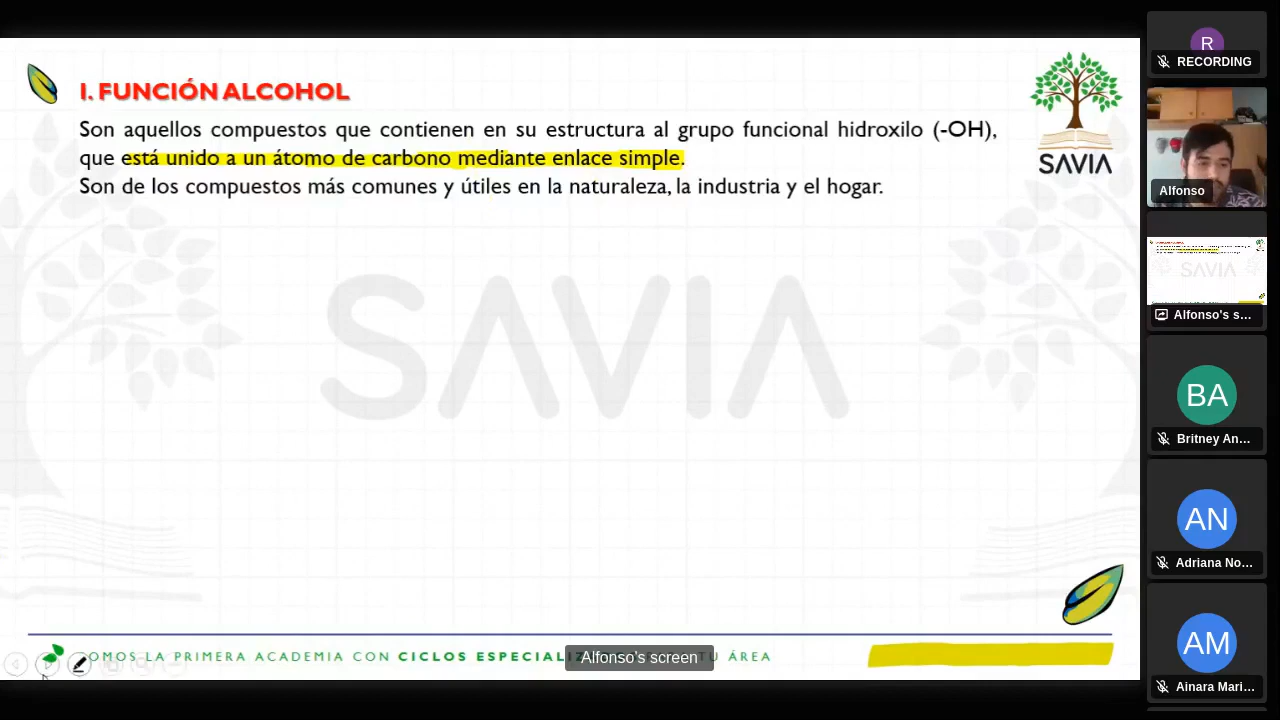 I. FUNCIÓN ALCOHOL
Son aquellos compuestos que contienen en su estructura al grupo funcional hidroxilo (-OH),
que está unido a un átomo de carbono mediante enlace simple.
Son de los compuestos más comunes y útiles en la naturaleza, la industria y el hogar.
SAVIA
SAVIA
OMOS LA PRIMERA ACADEMIA CON CICLOS ESPECIALIZ TU ÁREA
Alfonso's screen
R
RECORDING
Alfonso
SAVIA
Alfonso's s...
BA
Britney An...
AN
Adriana No...
AM
Ainara Mari...